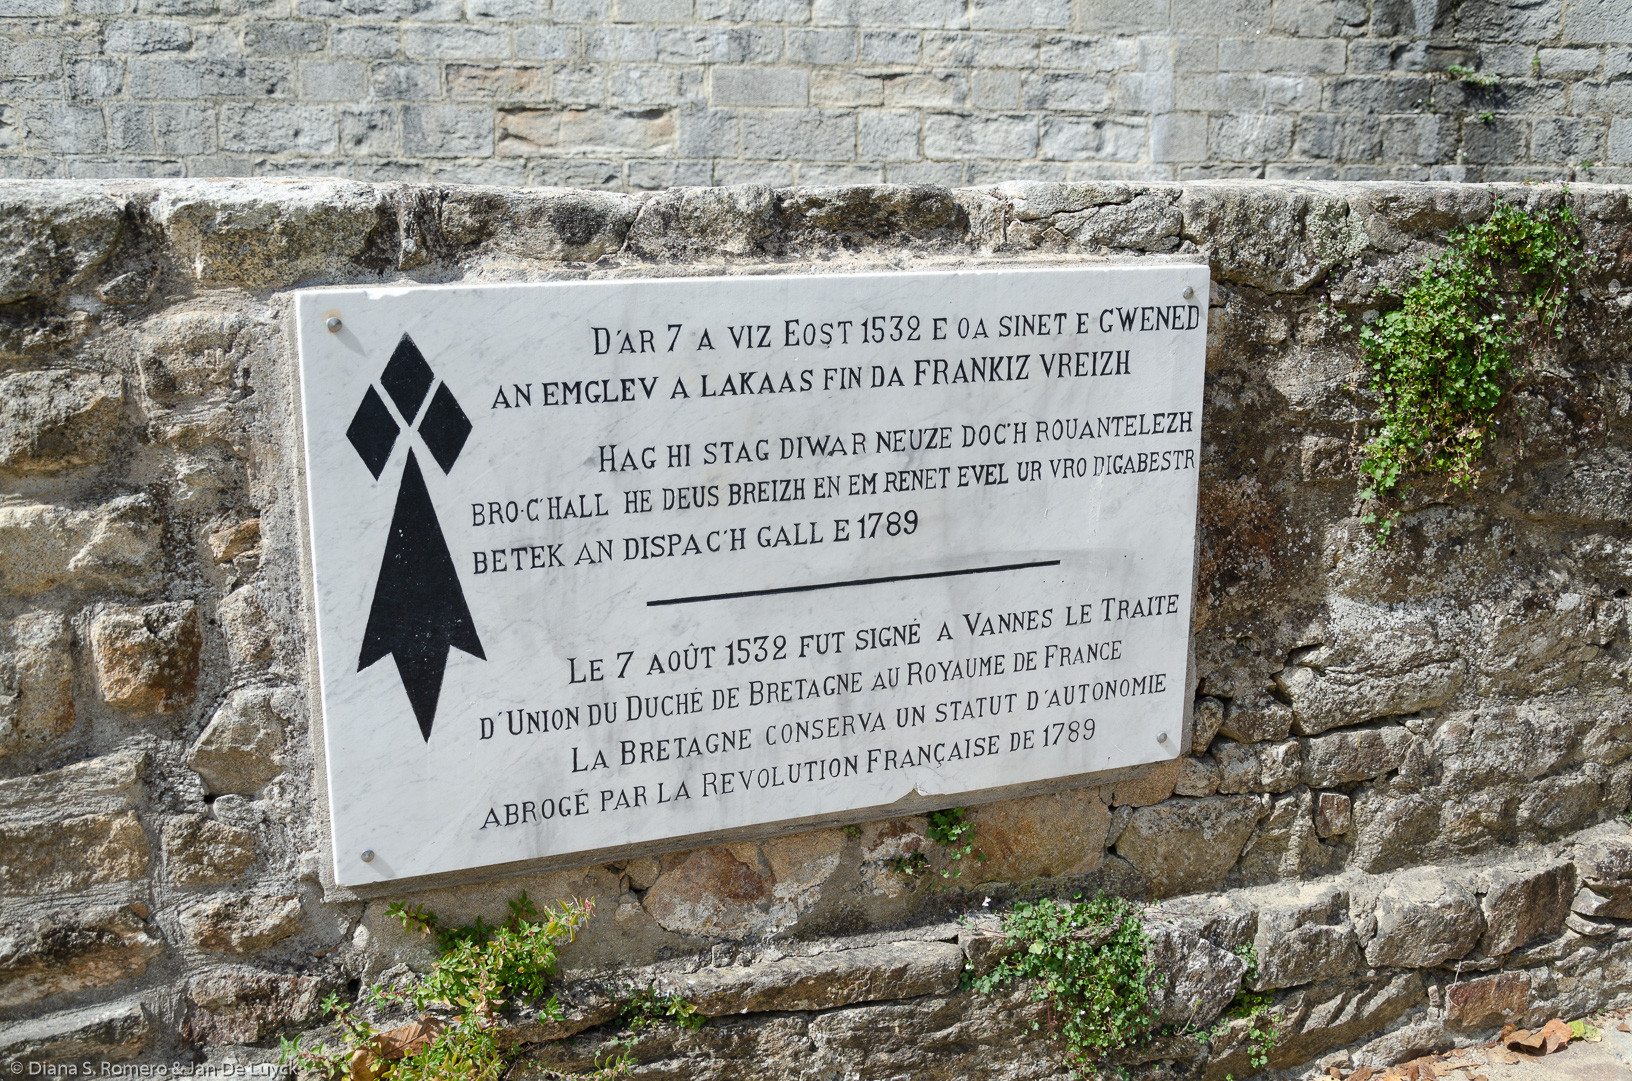 D'AR 7 A VIZ EOST 1532 E OA SINET E GWENED
AN EMGLEV A LAKAAS FIN DA FRANKIZ VREIZH
HAG HI STAG DIWAR NEUZE DOC'H ROUANTELEZH
BRO-C'HALL HE DEUS BREIZH EN EM RENET EVEL UR VRO DIGABESTR
BETEK AN DISPAC'H GALL E 1789
LE 7 AOÛT 1532 FUT SIGNÉ A VANNES LE TRAITE
D'UNION DU DUCHÉ DE BRETAGNE AU ROYAUME DE FRANCE
LA BRETAGNE CONSERVA UN STATUT D'AUTONOMIE
ABROGÉ PAR LA REVOLUTION FRANÇAISE DE 1789
© Diana S. Romero & Jan De Luyck